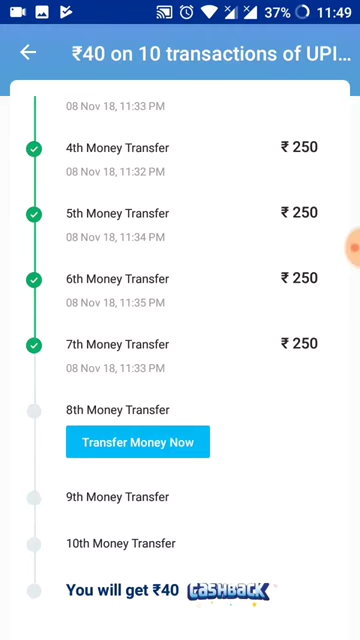 37% 11:49
₹40 on 10 transactions of UPI...
08 Nov 18, 11:33 PM
4th Money Transfer ₹ 250
08 Nov 18, 11:32 PM
5th Money Transfer ₹ 250
08 Nov 18, 11:34 PM
6th Money Transfer ₹ 250
08 Nov 18, 11:35 PM
7th Money Transfer ₹ 250
08 Nov 18, 11:33 PM
8th Money Transfer
Transfer Money Now
9th Money Transfer
10th Money Transfer
You will get ₹40 CASHBACK